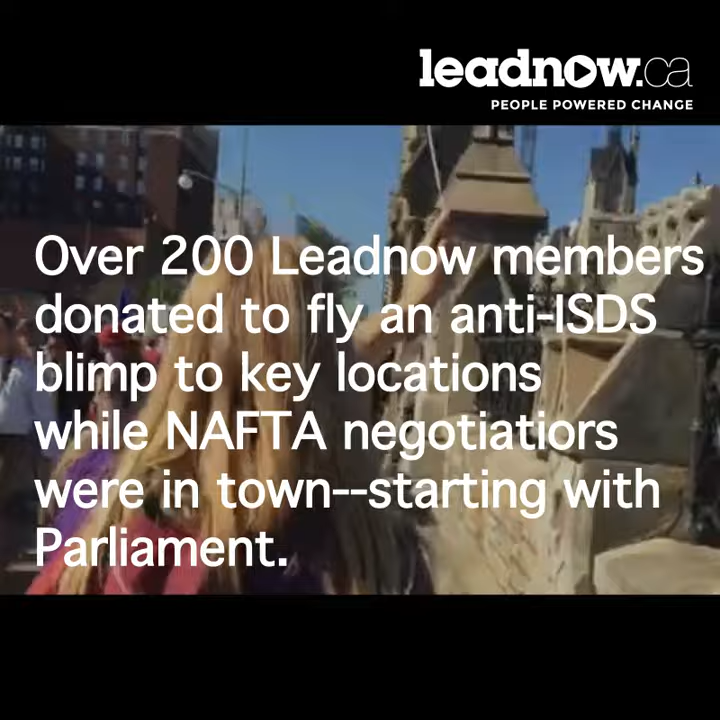 leadnow.ca
PEOPLE POWERED CHANGE
Over 200 Leadnow members
donated to fly an anti-ISDS
blimp to key locations
while NAFTA negotiatiors
were in town--starting with
Parliament.